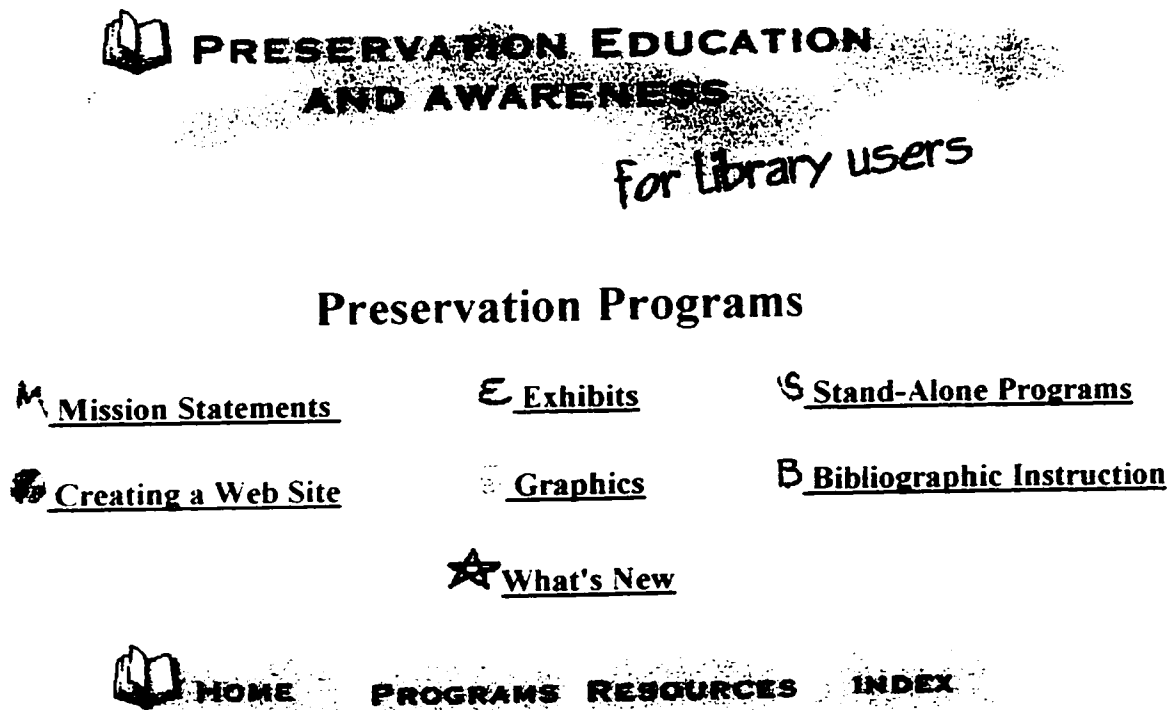 PRESERVATION EDUCATION
AND AWARENESS
for Library users
Preservation Programs
M Mission Statements E Exhibits S Stand-Alone Programs
Creating a Web Site Graphics B Bibliographic Instruction
What's New
HOME PROGRAMS RESOURCES INDEX